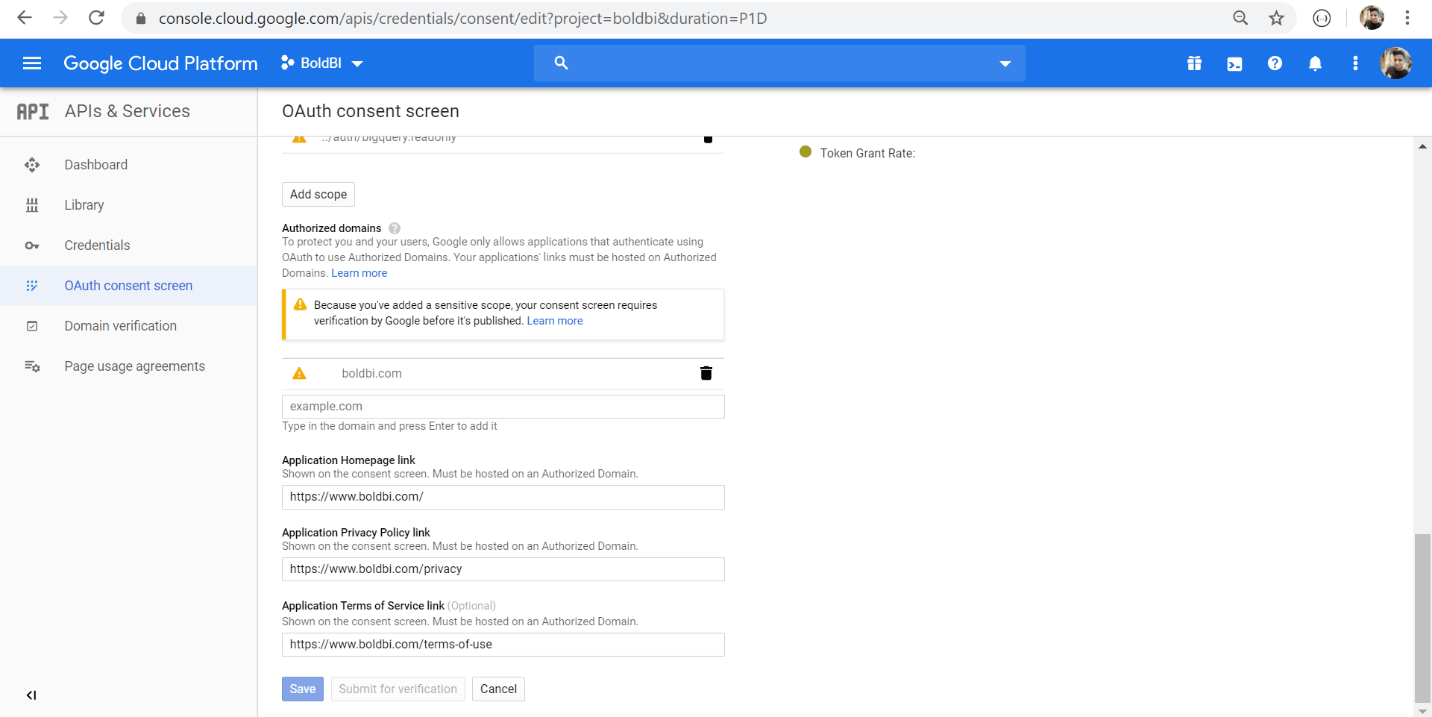 console.cloud.google.com/apis/credentials/consent/edit?project=boldbi&duration=P1D
Google Cloud Platform
BoldBI
API
APIs & Services
OAuth consent screen
Dashboard
Library
Credentials
OAuth consent screen
Domain verification
Page usage agreements
../auth/bigquery.readonly
Token Grant Rate:
Add scope
Authorized domains
To protect you and your users, Google only allows applications that authenticate using
OAuth to use Authorized Domains. Your applications' links must be hosted on Authorized
Domains. Learn more
Because you've added a sensitive scope, your consent screen requires
verification by Google before it's published. Learn more
boldbi.com
example.com
Type in the domain and press Enter to add it
Application Homepage link
Shown on the consent screen. Must be hosted on an Authorized Domain.
https://www.boldbi.com/
Application Privacy Policy link
Shown on the consent screen. Must be hosted on an Authorized Domain.
https://www.boldbi.com/privacy
Application Terms of Service link (Optional)
Shown on the consent screen. Must be hosted on an Authorized Domain.
https://www.boldbi.com/terms-of-use
Save
Submit for verification
Cancel